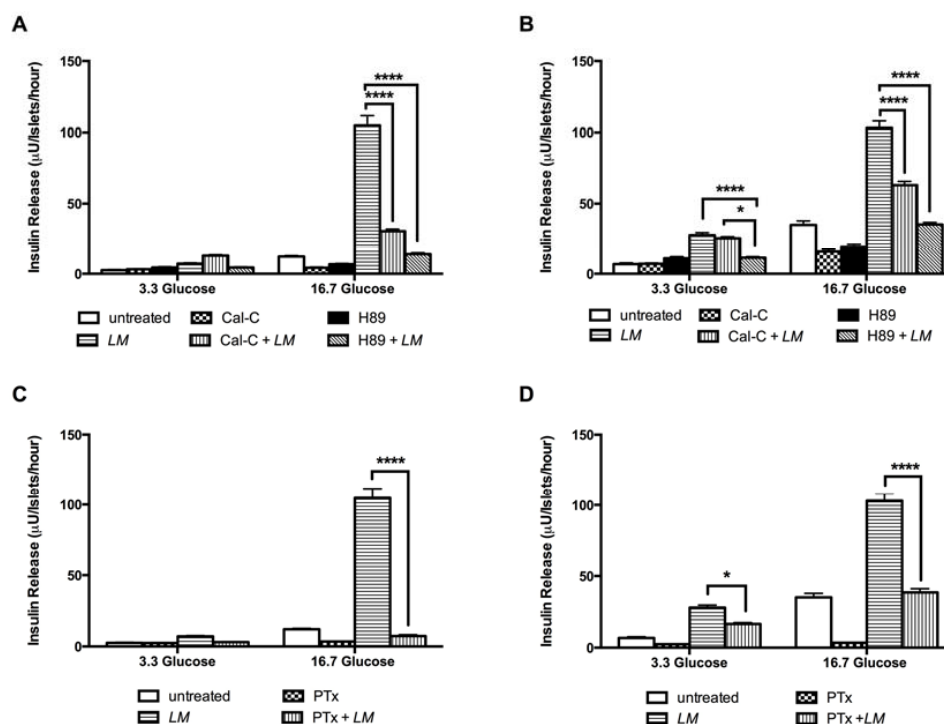 A
Insulin Release (μU/Islets/hour)
150
100
50
0
****
****
3.3 Glucose
16.7 Glucose
untreated
Cal-C
H89
LM
Cal-C + LM
H89 + LM
B
Insulin Release (μU/Islets/hour)
150
100
50
0
****
*
****
****
3.3 Glucose
16.7 Glucose
untreated
Cal-C
H89
LM
Cal-C + LM
H89 + LM
C
Insulin Release (μU/Islets/hour)
150
100
50
0
****
3.3 Glucose
16.7 Glucose
untreated
PTx
LM
PTx + LM
D
Insulin Release (μU/Islets/hour)
150
100
50
0
*
****
3.3 Glucose
16.7 Glucose
untreated
PTx
LM
PTx +LM